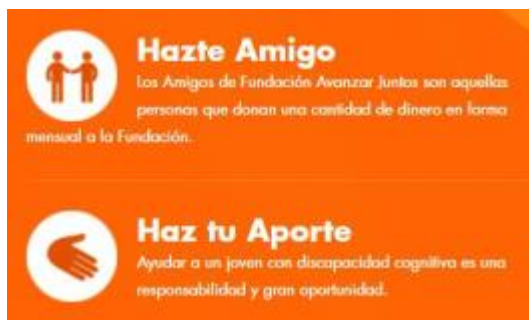 Hazte Amigo
Los Amigos de Fundación Avanzar Juntos son aquellas
personas que donan una cantidad de dinero en forma
mensual a la Fundación.
Haz tu Aporte
Ayudar a un joven con discapacidad cognitiva es una
responsabilidad y gran oportunidad.